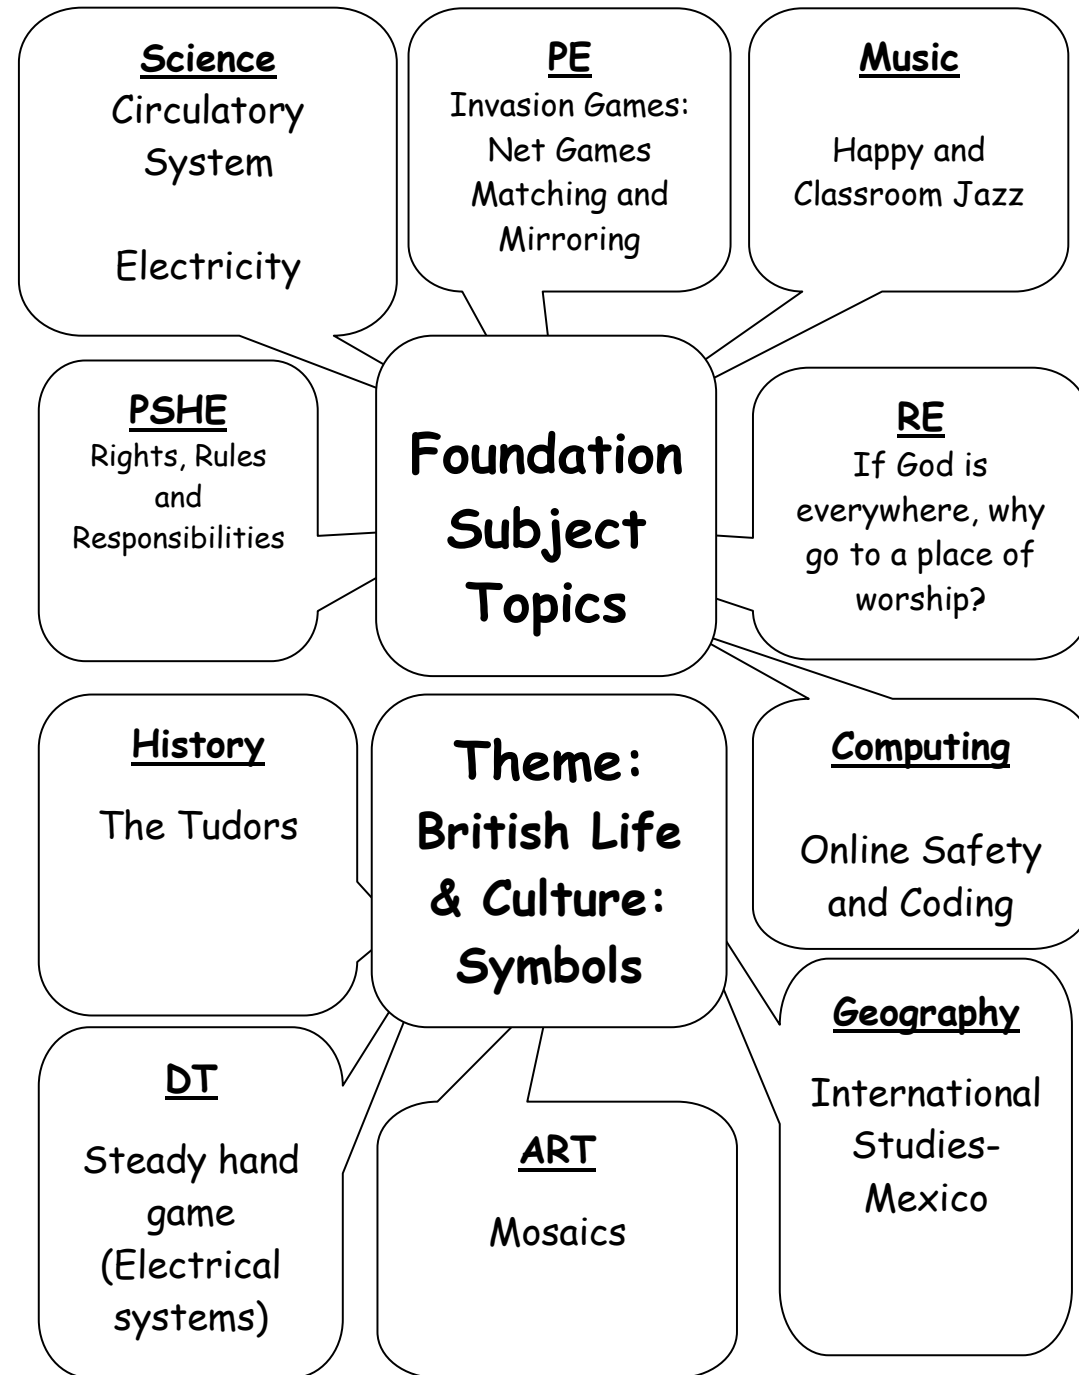 Science
Circulatory
System
Electricity
PE
Invasion Games:
Net Games
Matching and
Mirroring
Music
Happy and
Classroom Jazz
PSHE
Rights, Rules
and
Responsibilities
Foundation
Subject
Topics
RE
If God is
everywhere, why
go to a place of
worship?
History
The Tudors
Theme:
British Life
& Culture:
Symbols
Computing
Online Safety
and Coding
DT
Steady hand
game
(Electrical
systems)
ART
Mosaics
Geography
International
Studies-
Mexico